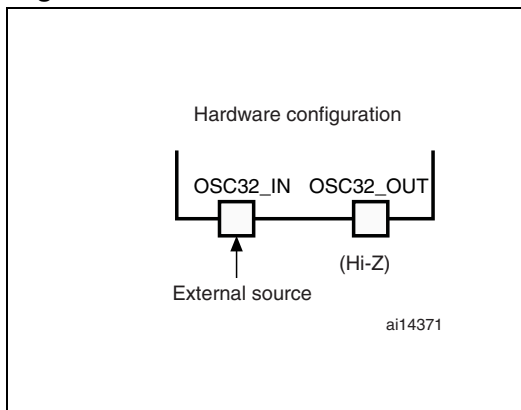 Hardware configuration
OSC32_IN OSC32_OUT
(Hi-Z)
External source
ai14371